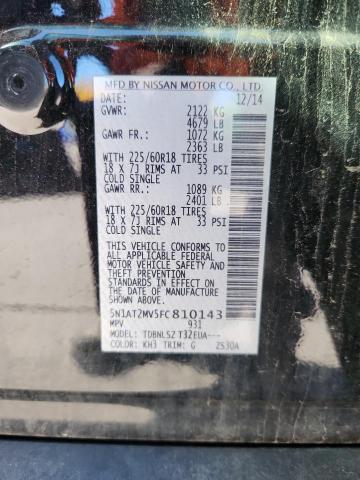 MFD BY NISSAN MOTOR CO., LTD.
DATE: 12/14
GVWR: 2122 KG
4679 LB
GAWR FR: 1072 KG
2363 LB
WITH 225/60R18 TIRES
18 X 7J RIMS AT 33 PSI
COLD SINGLE
GAWR RR: 1089 KG
2401 LB
WITH 225/60R18 TIRES
18 X 7J RIMS AT 33 PSI
COLD SINGLE
THIS VEHICLE CONFORMS TO ALL
APPLICABLE FEDERAL
MOTOR VEHICLE SAFETY AND
THEFT PREVENTION
STANDARDS IN EFFECT ON THE
DATE OF MANUFACTURE
SHOWN ABOVE.
5N1AT2MV5FC810143
MPV 931
MODEL: TDBNLSZ T32EUA---
COLOR: KH3 TRIM: G 2S30A